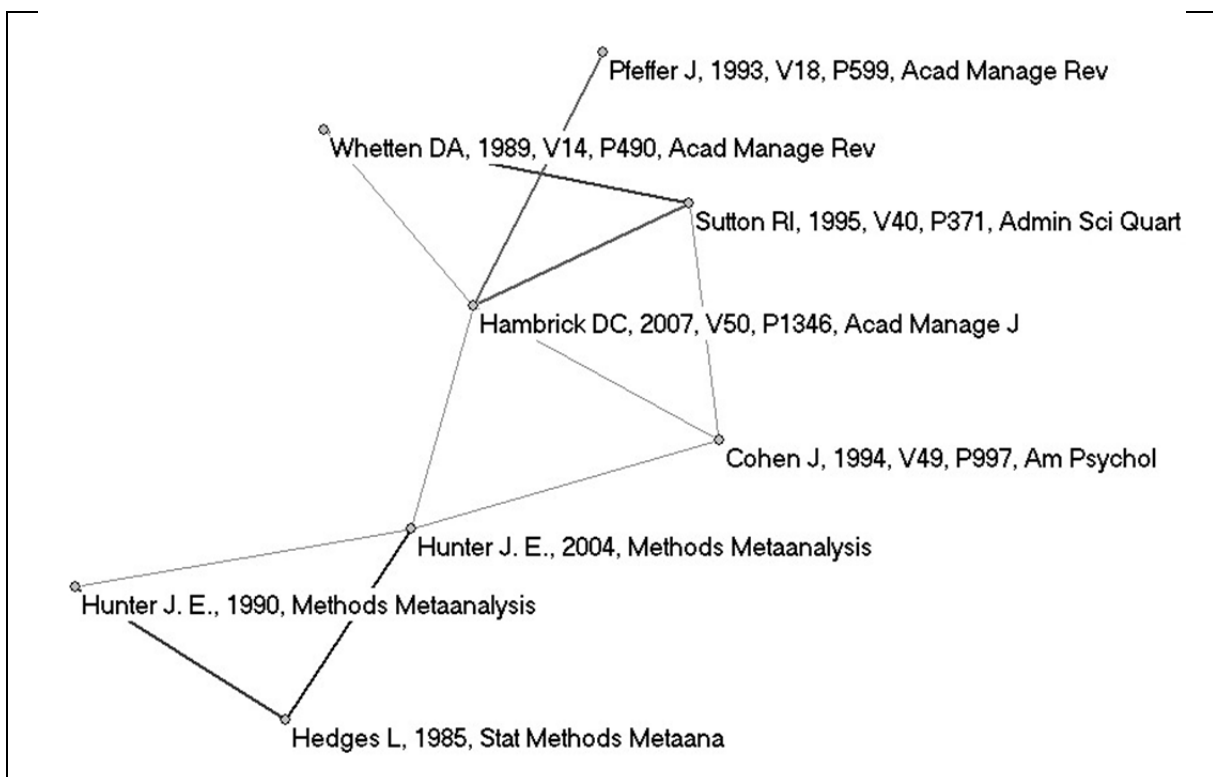 Pfeffer J, 1993, V18, P599, Acad Manage Rev
Whetten DA, 1989, V14, P490, Acad Manage Rev
Sutton RI, 1995, V40, P371, Admin Sci Quart
Hambrick DC, 2007, V50, P1346, Acad Manage J
Cohen J, 1994, V49, P997, Am Psychol
Hunter J. E., 2004, Methods Metaanalysis
Hunter J. E., 1990, Methods Metaanalysis
Hedges L, 1985, Stat Methods Metaana